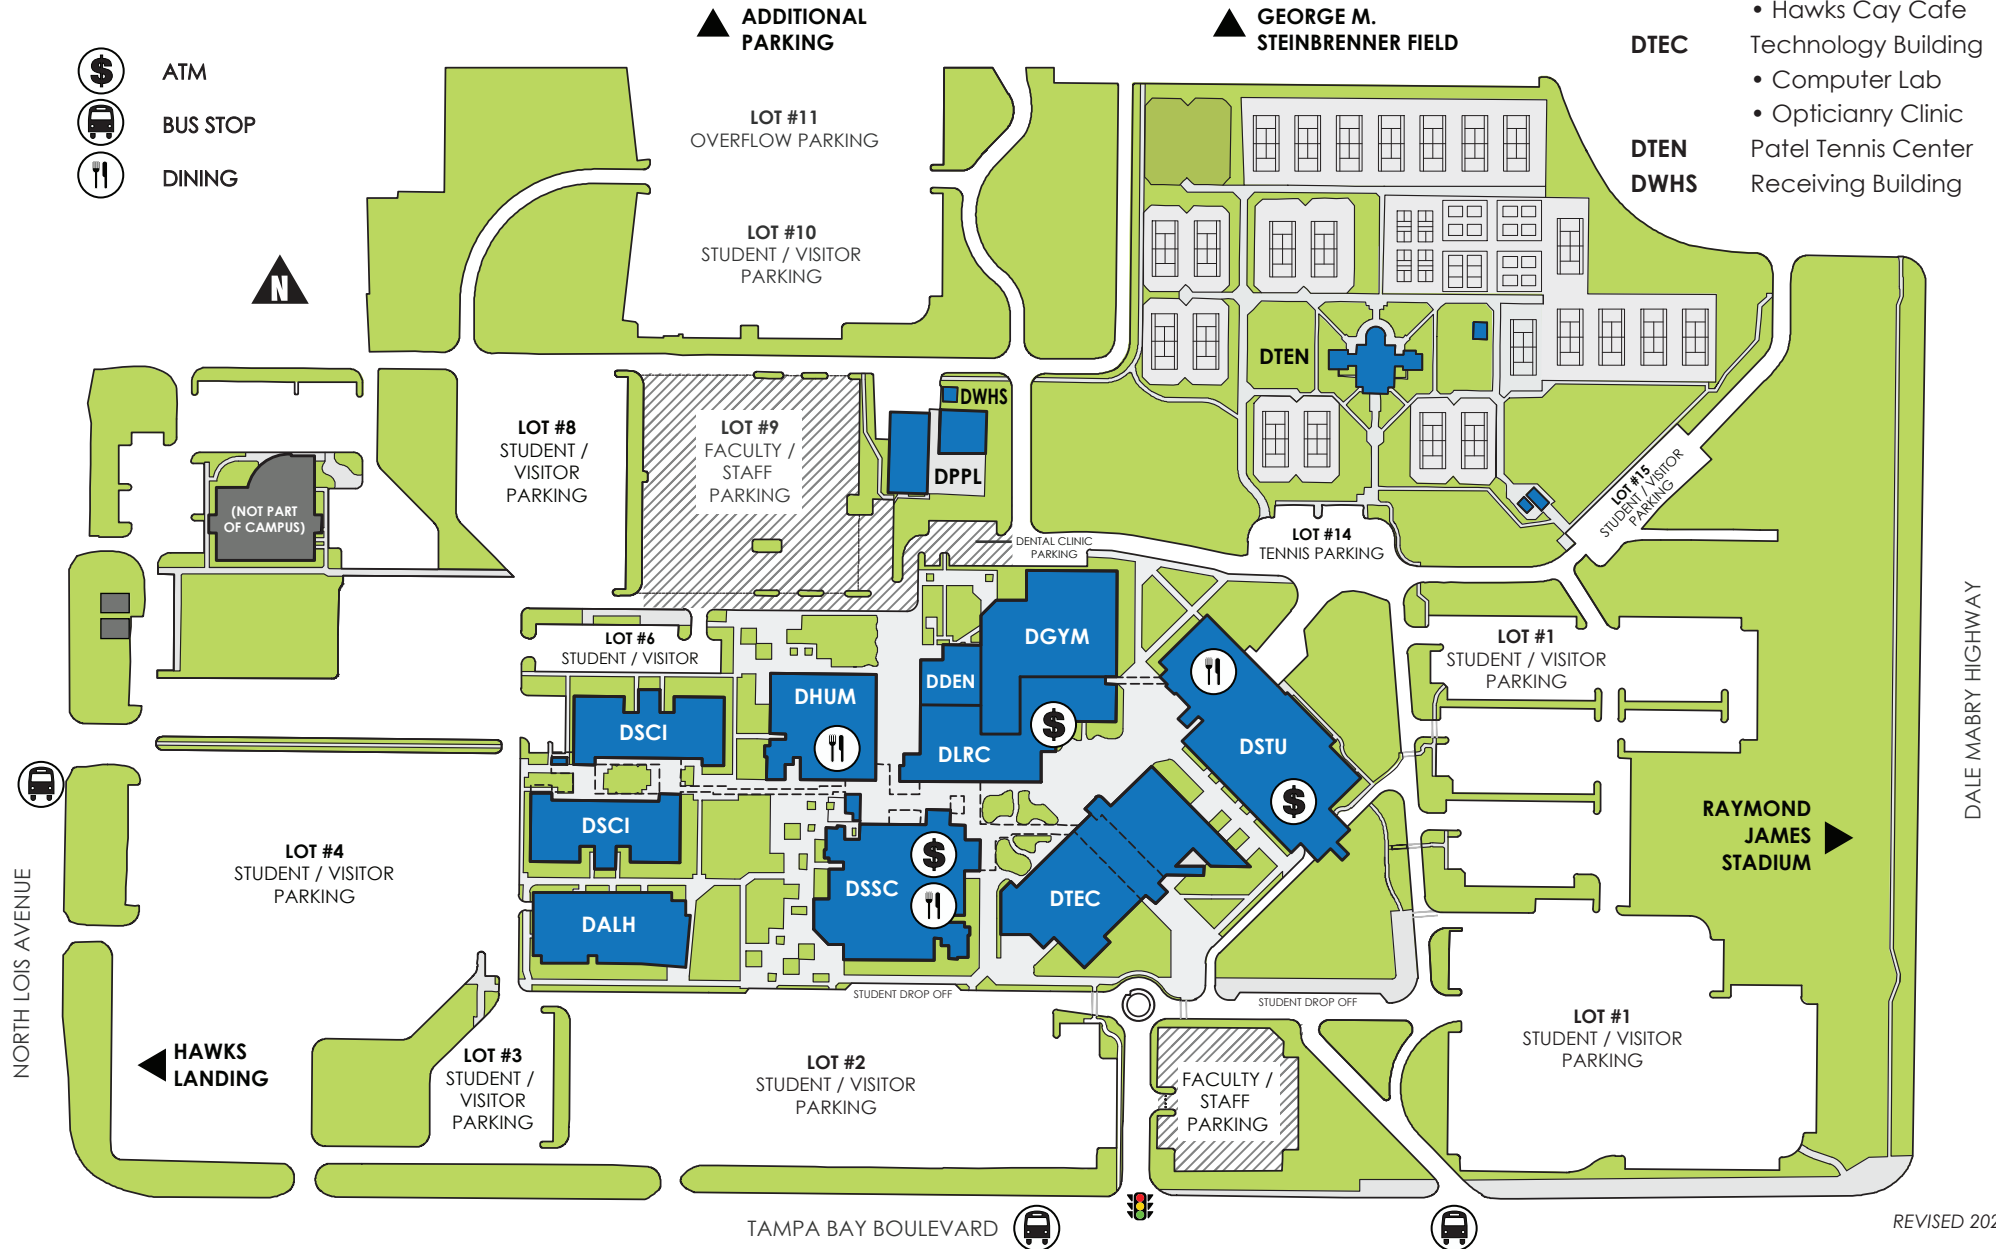 ADDITIONAL
PARKING
GEORGE M.
STEINBRENNER FIELD
• Hawks Cay Cafe
DTEC Technology Building
• Computer Lab
• Opticianry Clinic
DTEN Patel Tennis Center
DWHS Receiving Building
$ ATM
BUS STOP
DINING
N
LOT #11
OVERFLOW PARKING
LOT #10
STUDENT / VISITOR
PARKING
DTEN
DWHS
DPPL
LOT #8
STUDENT /
VISITOR
PARKING
LOT #9
FACULTY /
STAFF
PARKING
(NOT PART
OF CAMPUS)
LOT #15
STUDENT / VISITOR
PARKING
LOT #14
TENNIS PARKING
DENTAL CLINIC
PARKING
LOT #6
STUDENT / VISITOR
DGYM
DDEN
DHUM
DSCI
DLRC
$
DSTU
$
LOT #1
STUDENT / VISITOR
PARKING
DALE MABRY HIGHWAY
RAYMOND
JAMES
STADIUM
DSCI
DALH
DSSC
$
DTEC
LOT #4
STUDENT / VISITOR
PARKING
NORTH LOIS AVENUE
STUDENT DROP OFF
STUDENT DROP OFF
HAWKS
LANDING
LOT #3
STUDENT /
VISITOR
PARKING
LOT #2
STUDENT / VISITOR
PARKING
FACULTY /
STAFF
PARKING
LOT #1
STUDENT / VISITOR
PARKING
TAMPA BAY BOULEVARD
REVISED 202